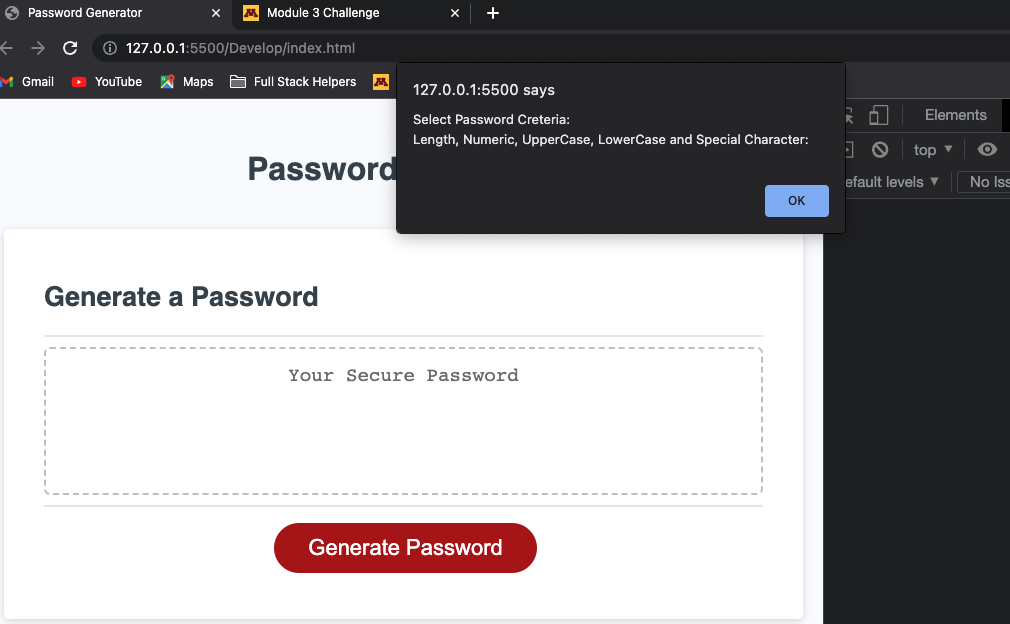 Password Generator
Module 3 Challenge
127.0.0.1:5500/Develop/index.html
Gmail
YouTube
Maps
Full Stack Helpers
127.0.0.1:5500 says
Select Password Creteria:
Length, Numeric, UpperCase, LowerCase and Special Character:
OK
Elements
top
efault levels
No Iss
Password
Generate a Password
Your Secure Password
Generate Password